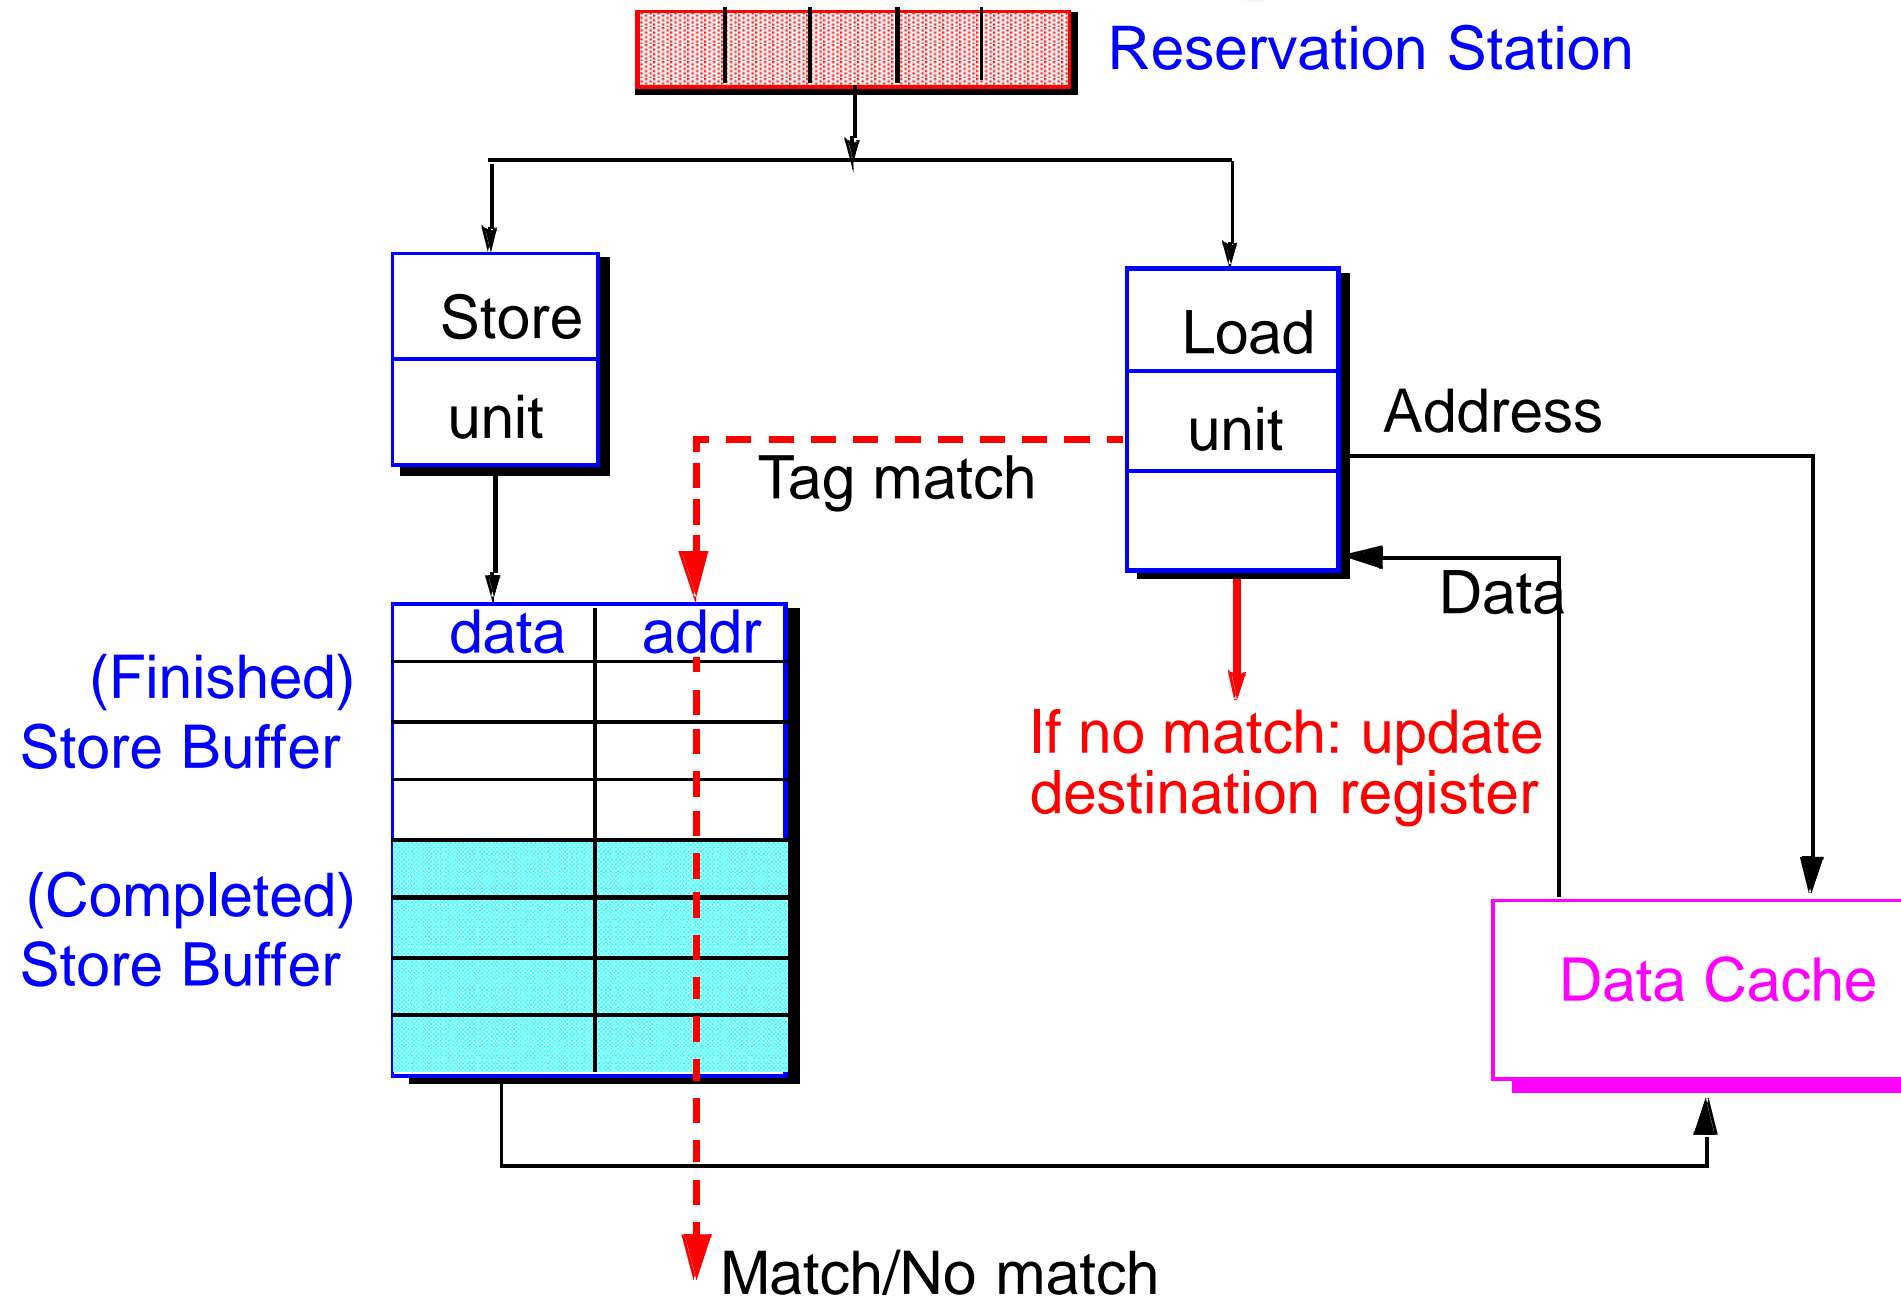 Reservation Station
Store
unit
Load
unit
Address
Tag match
Data
data addr
(Finished)
Store Buffer
If no match: update
destination register
(Completed)
Store Buffer
Data Cache
Match/No match